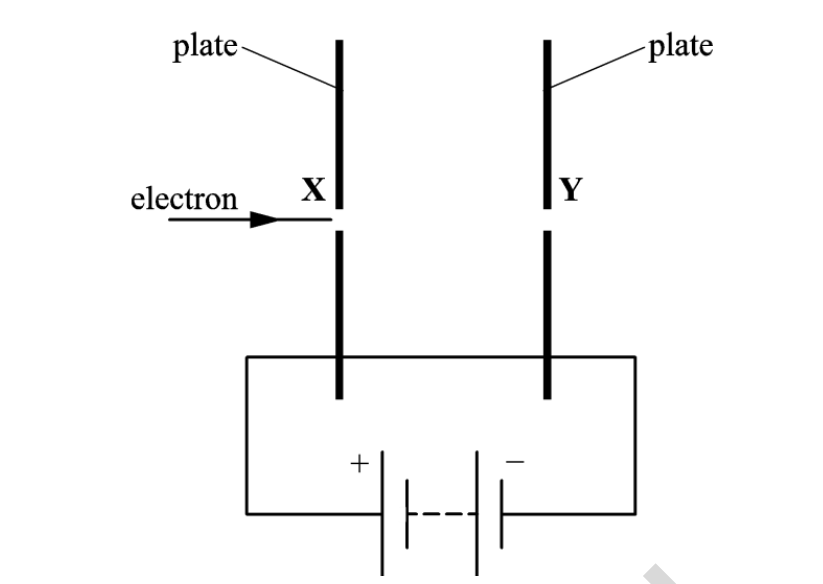 plate
plate
X
Y
electron
+
−